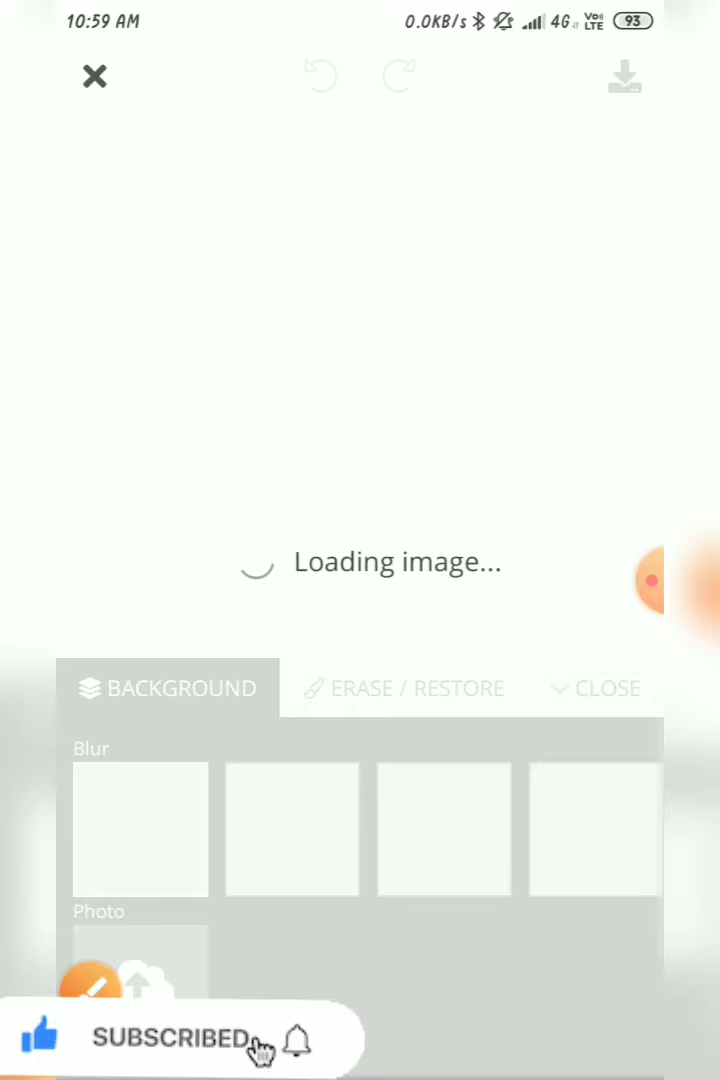 10:59 AM 0.0KB/s 4G Vo) LTE 93
Loading image...
BACKGROUND ERASE / RESTORE CLOSE
Blur
Photo
SUBSCRIBED